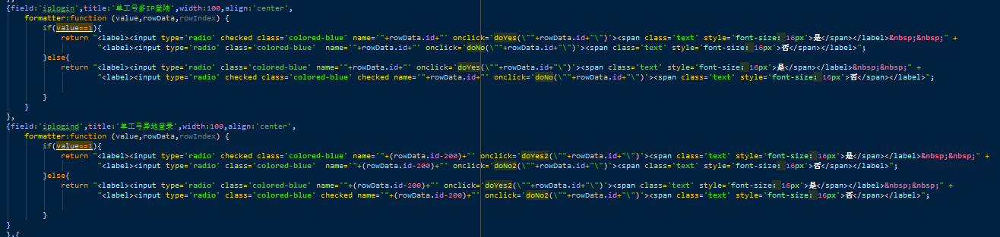 {field:'iplogin',title:'单工号多IP登陆',width:100,align:'center',
formatter:function (value,rowData,rowIndex) {
if(value==1){
return "<label><input type='radio' checked class='colored-blue' name='"+rowData.id+"' onclick='doYes(\""+rowData.id+"\")'><span class='text' style='font-size: 16px'>是</span></label>&nbsp;&nbsp;" +
"<label><input type='radio' class='colored-blue'  name='"+rowData.id+"' onclick='doNo(\""+rowData.id+"\")'><span class='text' style='font-size: 16px'>否</span></label>";
}else{
return "<label><input type='radio' class='colored-blue' name='"+rowData.id+"' onclick='doYes(\""+rowData.id+"\")'><span class='text' style='font-size: 16px'>是</span></label>&nbsp;&nbsp;" +
"<label><input type='radio' checked class='colored-blue' checked name='"+rowData.id+"' onclick='doNo(\""+rowData.id+"\")'><span class='text' style='font-size: 16px'>否</span></label>";
}
}
},
{field:'iplogind',title:'单工号异地登录',width:100,align:'center',
formatter:function (value,rowData,rowIndex) {
if(value==1){
return "<label><input type='radio' checked class='colored-blue' name='"+(rowData.id-200)+"' onclick='doYes2(\""+rowData.id+"\")'><span class='text' style='font-size: 16px'>是</span></label>&nbsp;&nbsp;" +
"<label><input type='radio' class='colored-blue'  name='"+(rowData.id-200)+"' onclick='doNo2(\""+rowData.id+"\")'><span class='text' style='font-size: 16px'>否</span></label>";
}else{
return "<label><input type='radio' class='colored-blue' name='"+(rowData.id-200)+"' onclick='doYes2(\""+rowData.id+"\")'><span class='text' style='font-size: 16px'>是</span></label>&nbsp;&nbsp;" +
"<label><input type='radio' class='colored-blue' checked name='"+(rowData.id-200)+"' onclick='doNo2(\""+rowData.id+"\")'><span class='text' style='font-size: 16px'>否</span></label>";
}
}
},{